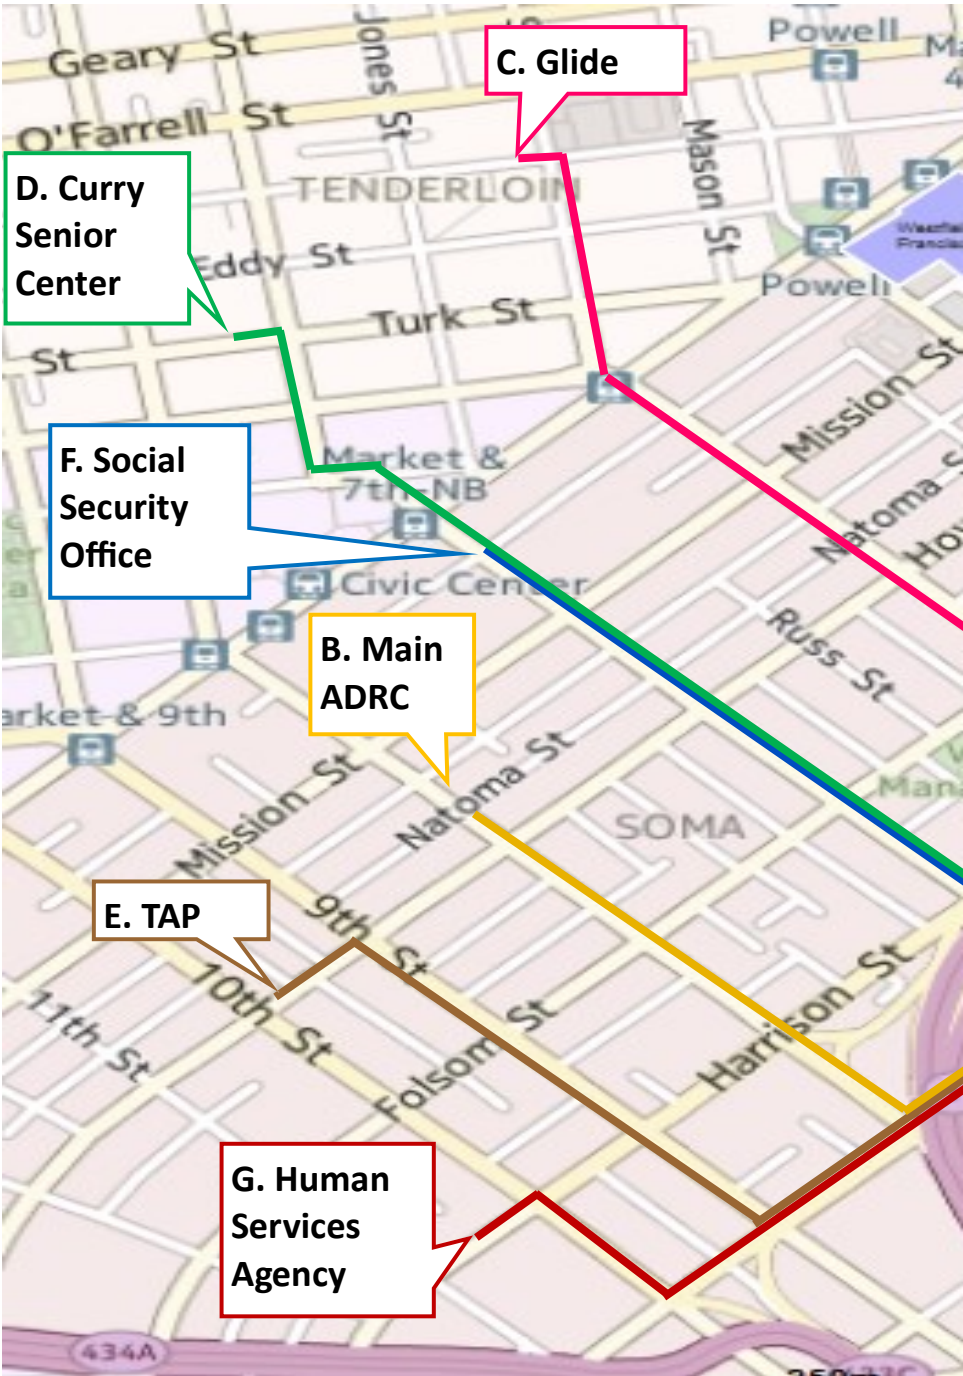 Geary St
Jones St
Powell
C. Glide
O'Farrell St
Mason St
D. Curry
Senior
Center
TENDERLOIN
Eddy St
Powell
Turk St
St
Mission St
F. Social
Security
Office
Market &
7th-NB
Natoma S
Civic Center
B. Main
ADRC
Russ St
arket & 9th
Natoma St
Mission St
SOMA
E. TAP
9th St
10th St
11th St
Harrison St
Folsom St
G. Human
Services
Agency
434A